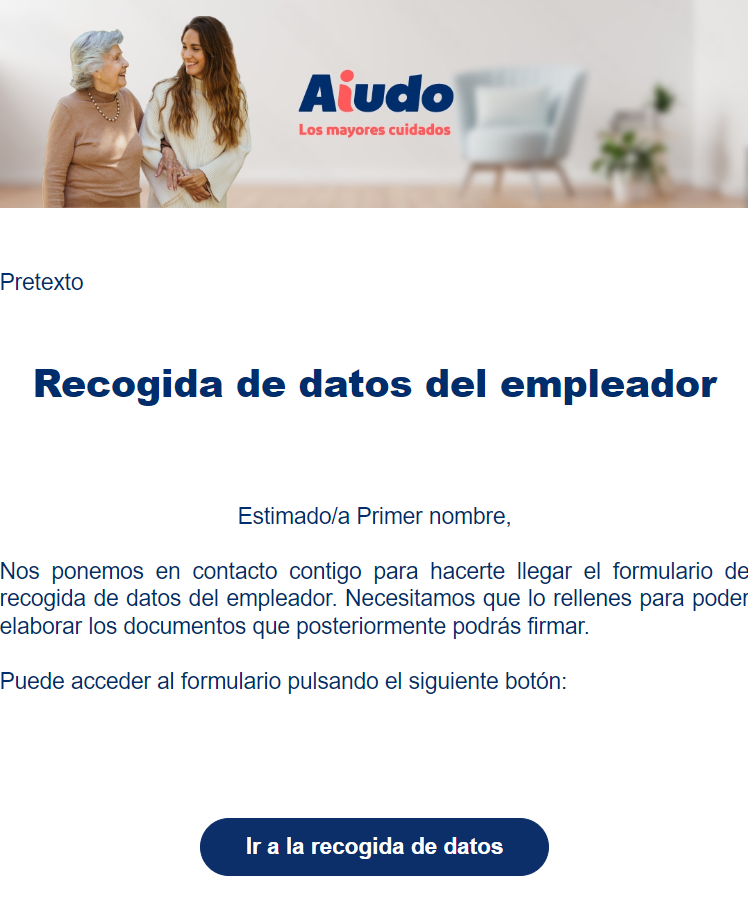 Aiudo
Los mayores cuidados
Pretexto
Recogida de datos del empleador
Estimado/a Primer nombre,
Nos ponemos en contacto contigo para hacerte llegar el formulario de
recogida de datos del empleador. Necesitamos que lo rellenes para poder
elaborar los documentos que posteriormente podrás firmar.
Puede acceder al formulario pulsando el siguiente botón:
Ir a la recogida de datos